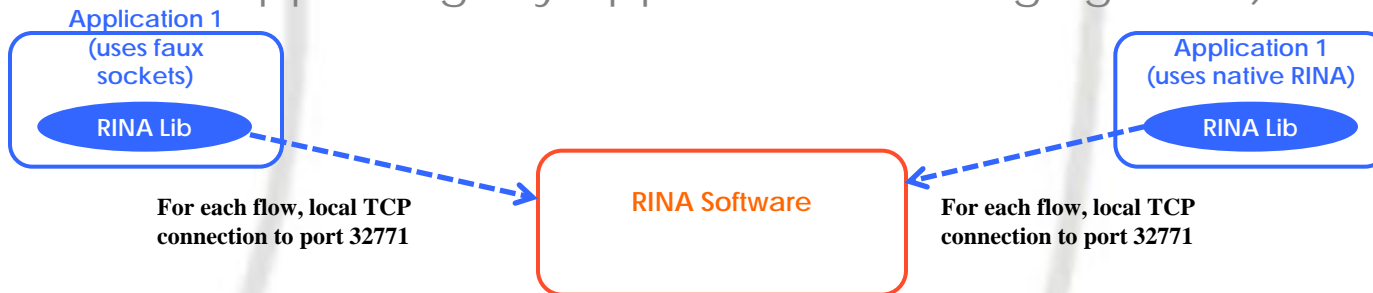 Application 1
(uses faux
sockets)
RINA Lib
Application 1
(uses native RINA)
RINA Lib
RINA Software
For each flow, local TCP
connection to port 32771
For each flow, local TCP
connection to port 32771